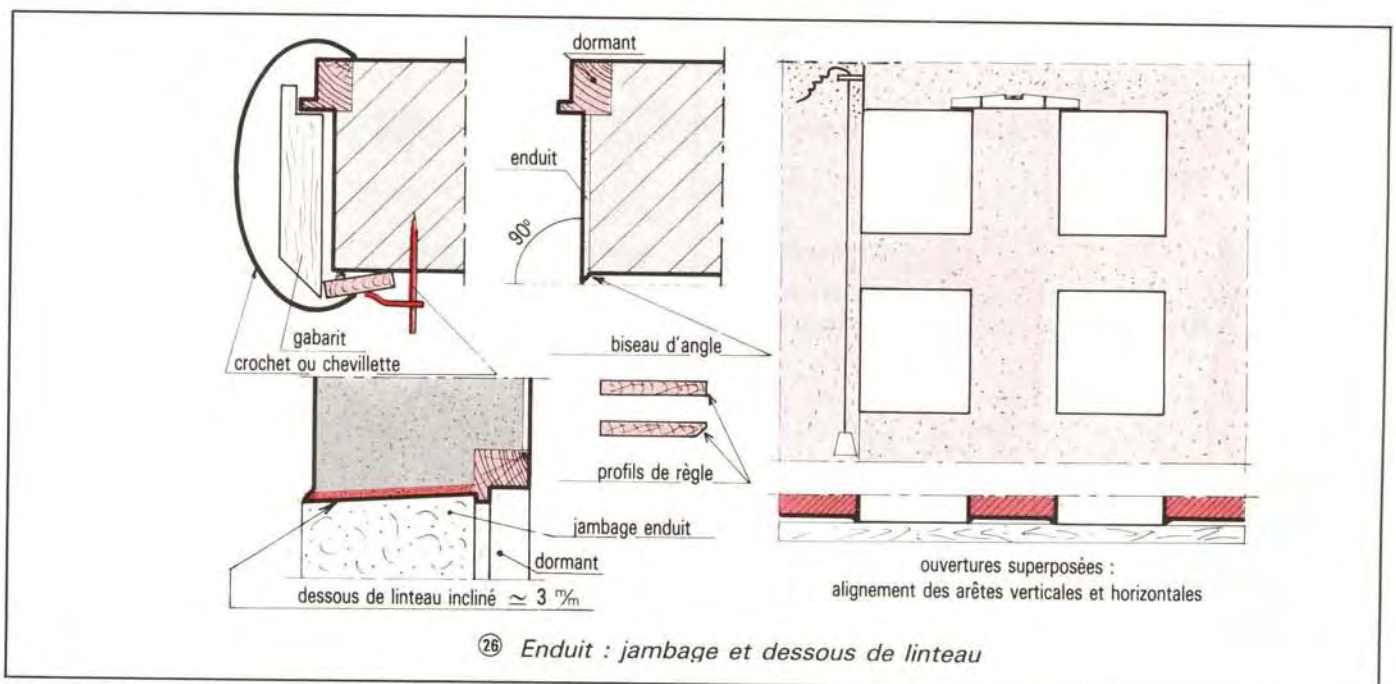 dormant
enduit
90°
gabarit
crochet ou chevillette
biseau d'angle
profils de règle
jambage enduit
dormant
dessous de linteau incliné ≃ 3 m/m
ouvertures superposées :
alignement des arêtes verticales et horizontales
26 Enduit : jambage et dessous de linteau